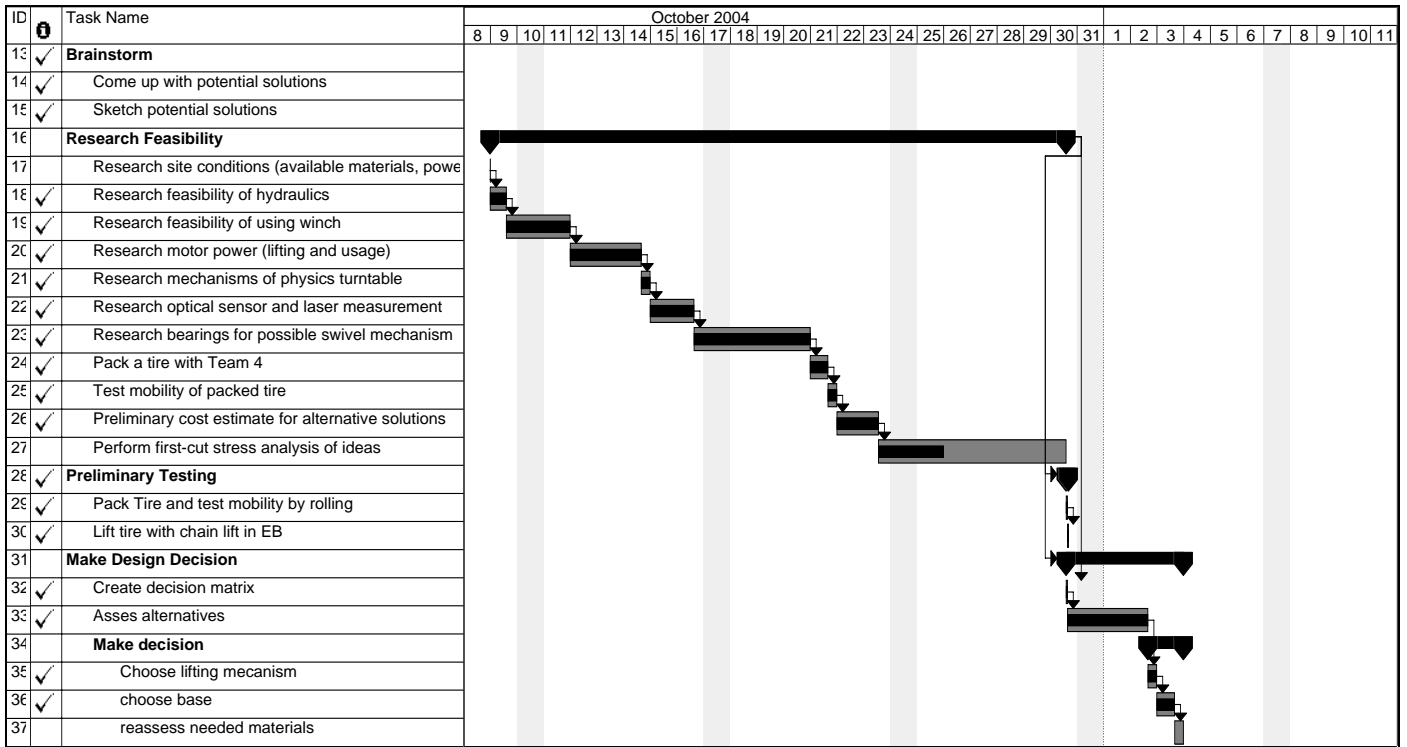 ID Task Name October 2004
8 9 10 11 12 13 14 15 16 17 18 19 20 21 22 23 24 25 26 27 28 29 30 31 1 2 3 4 5 6 7 8 9 10 11
13 Brainstorm
14 Come up with potential solutions
15 Sketch potential solutions
16 Research Feasibility
17 Research site conditions (available materials, powe
18 Research feasibility of hydraulics
19 Research feasibility of using winch
20 Research motor power (lifting and usage)
21 Research mechanisms of physics turntable
22 Research optical sensor and laser measurement
23 Research bearings for possible swivel mechanism
24 Pack a tire with Team 4
25 Test mobility of packed tire
26 Preliminary cost estimate for alternative solutions
27 Perform first-cut stress analysis of ideas
28 Preliminary Testing
29 Pack Tire and test mobility by rolling
30 Lift tire with chain lift in EB
31 Make Design Decision
32 Create decision matrix
33 Asses alternatives
34 Make decision
35 Choose lifting mecanism
36 choose base
37 reassess needed materials